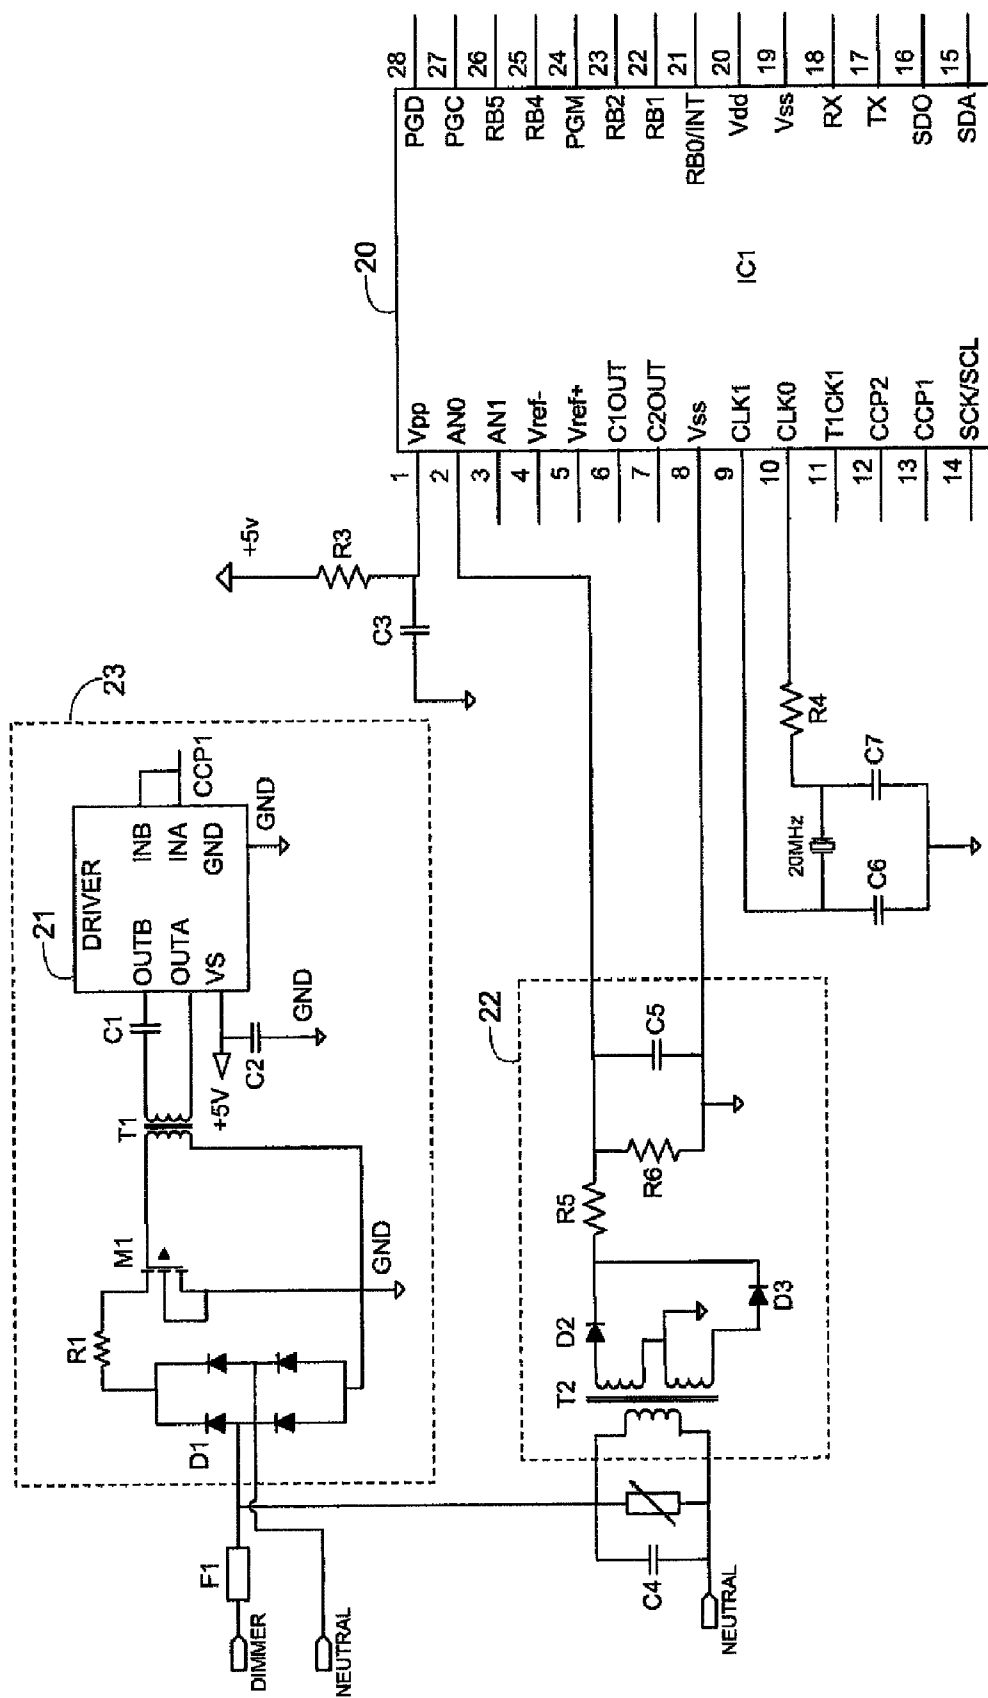 23
21
DRIVER
OUTB
OUTA
VS
INB
INA
GND
CCP1
GND
C1
T1
+5V
C2
GND
M1
R1
D1
GND
F1
DIMMER
NEUTRAL
+5v
R3
C3
22
T2
D2
D3
R5
R6
C5
C4
NEUTRAL
20MHz
C6
C7
R4
20
IC1
1 Vpp
2 AN0
3 AN1
4 Vref-
5 Vref+
6 C1OUT
7 C2OUT
8 Vss
9 CLK1
10 CLK0
11 T1CK1
12 CCP2
13 CCP1
14 SCK/SCL
PGD 28
PGC 27
RB5 26
RB4 25
PGM 24
RB2 23
RB1 22
RB0/INT 21
Vdd 20
Vss 19
RX 18
TX 17
SDO 16
SDA 15